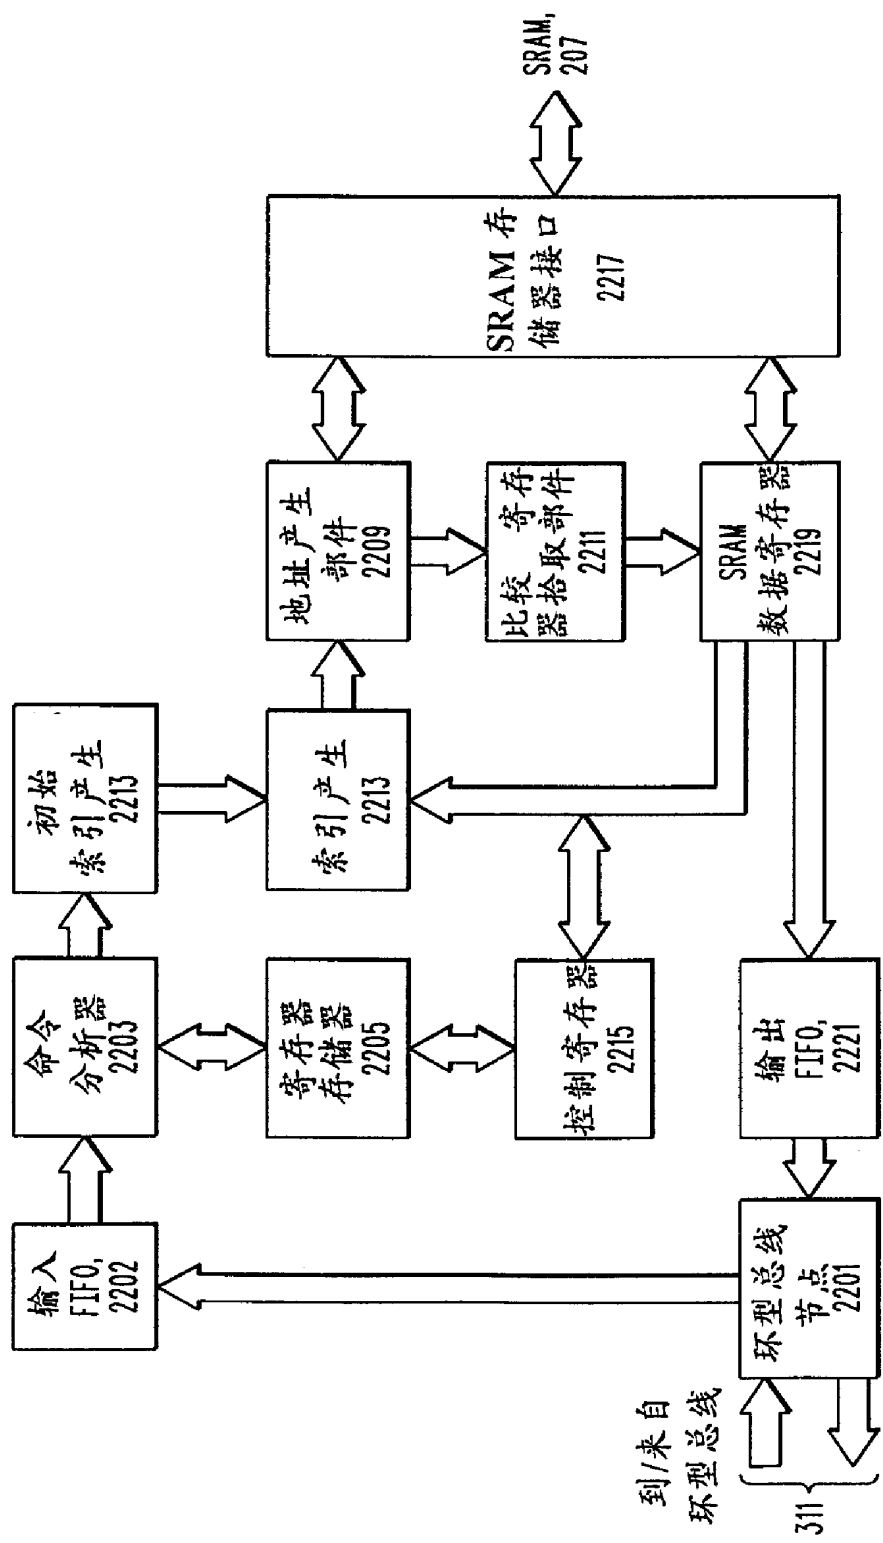 输入
FIFO,
2202
命令
分析器
2203
初始
索引产生
2213
寄存器
存储器
2205
索引产生
2213
地址产生
部件
2209
SRAM 存
储器接口
2217
SRAM,
207
控制寄存器
2215
比较 寄存
器拾取部件
2211
到/来自
环型总线
311
环型总线
节点
2201
输出
FIFO,
2221
SRAM
数据寄存器
2219